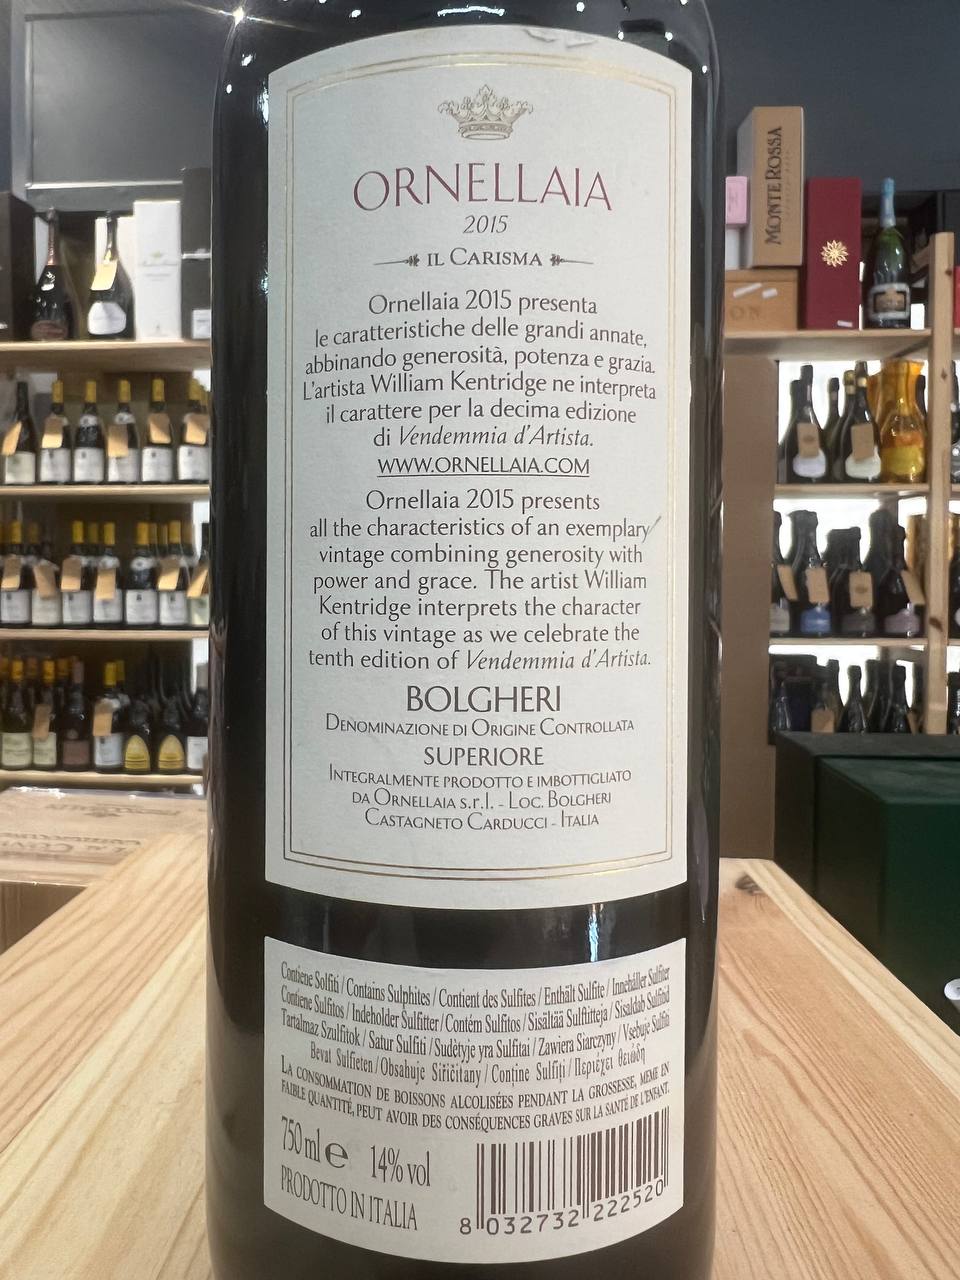 ORNELLAIA
2015
IL CARISMA
Ornellaia 2015 presenta
le caratteristiche delle grandi annate,
abbinando generosità, potenza e grazia.
L'artista William Kentridge ne interpreta
il carattere per la decima edizione
di Vendemmia d'Artista.
WWW.ORNELLAIA.COM
Ornellaia 2015 presents
all the characteristics of an exemplary
vintage combining generosity with
power and grace. The artist William
Kentridge interprets the character
of this vintage as we celebrate the
tenth edition of Vendemmia d'Artista.
BOLGHERI
DENOMINAZIONE DI ORIGINE CONTROLLATA
SUPERIORE
INTEGRALMENTE PRODOTTO E IMBOTTIGLIATO
DA ORNELLAIA s.r.l. - LOC. BOLGHERI
CASTAGNETO CARDUCCI - ITALIA
Contiene Solfiti / Contains Sulphites / Contient des Sulfites / Enthält Sulfite / Innehåller Sulfiter
Contiene Sulfitos / Indeholder Sulfitter / Contém Sulfitos / Sisältää Sulfiitteja / Sisaldab Sulfitid
Tartalmaz Szulfitok / Satur Sulfiti / Sudėtyje yra Sulfitai / Zawiera Siarczyny / Vsebuje Sulfita
Bevat Sulfieten / Obsahuje Siřičitany / Conţine Sulfiţi / Περιέχει θειώδη
LA CONSOMMATION DE BOISSONS ALCOLISÉES PENDANT LA GROSSESSE, MEME EN
FAIBLE QUANTITÉ, PEUT AVOIR DES CONSÉQUENCES GRAVES SUR LA SANTÉ DE L'ENFANT.
750 ml e 14% vol
PRODOTTO IN ITALIA
8 032732 222520
MONTE ROSSA